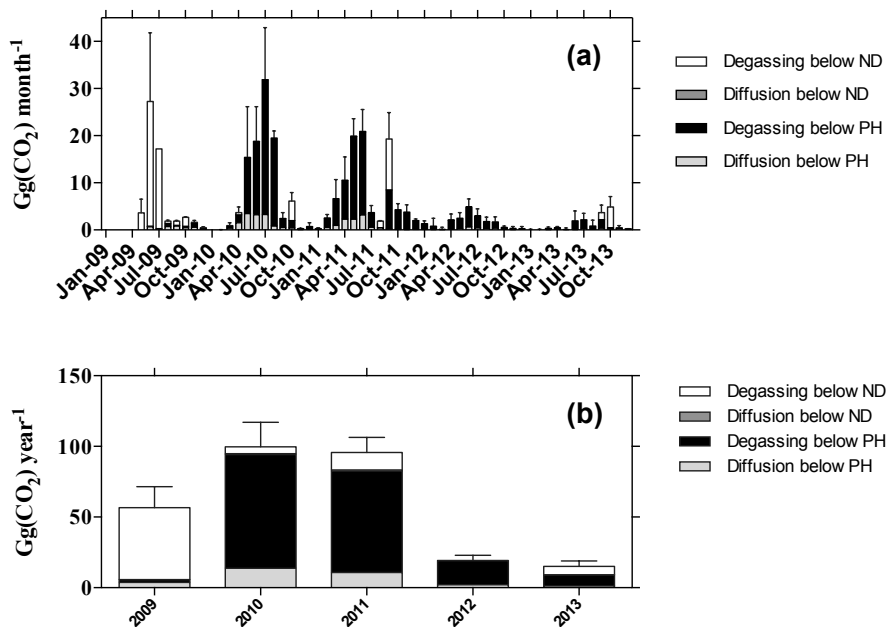 (a)
Gg(CO₂) month⁻¹
40
30
20
10
0
Jan-09
Apr-09
Jul-09
Oct-09
Jan-10
Apr-10
Jul-10
Oct-10
Jan-11
Apr-11
Jul-11
Oct-11
Jan-12
Apr-12
Jul-12
Oct-12
Jan-13
Apr-13
Jul-13
Oct-13
Degassing below ND
Diffusion below ND
Degassing below PH
Diffusion below PH
(b)
Gg(CO₂) year⁻¹
150
100
50
0
2009
2010
2011
2012
2013
Degassing below ND
Diffusion below ND
Degassing below PH
Diffusion below PH